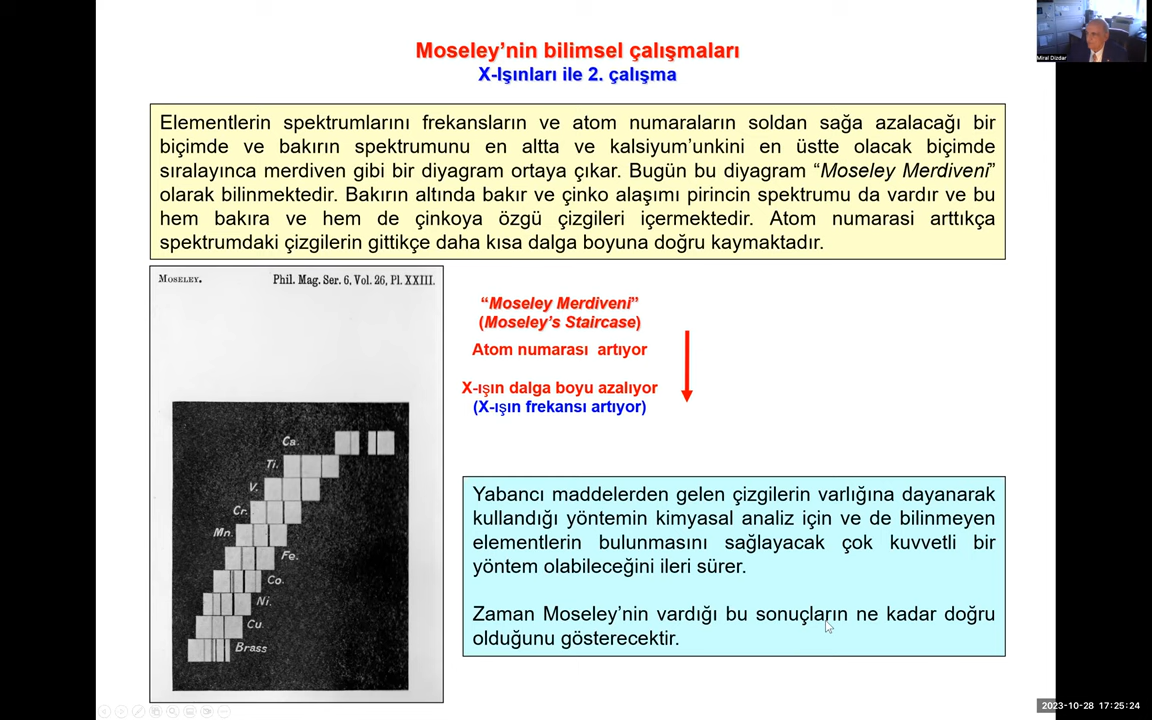 Moseley’nin bilimsel çalışmaları
X-Işınları ile 2. çalışma
Elementlerin spektrumlarını frekansların ve atom numaraların soldan sağa azalacağı bir
biçimde ve bakırın spektrumunu en altta ve kalsiyum’unkini en üstte olacak biçimde
sıralayınca merdiven gibi bir diyagram ortaya çıkar. Bugün bu diyagram “Moseley Merdiveni”
olarak bilinmektedir. Bakırın altında bakır ve çinko alaşımı pirincin spektrumu da vardır ve bu
hem bakıra ve hem de çinkoya özgü çizgileri içermektedir. Atom numarasi arttıkça
spektrumdaki çizgilerin gittikçe daha kısa dalga boyuna doğru kaymaktadır.
MOSELEY. Phil. Mag. Ser. 6, Vol. 26, Pl. XXIII.
Ca.
Ti.
V.
Cr.
Mn.
Fe.
Co.
Ni.
Cu.
Brass
“Moseley Merdiveni”
(Moseley’s Staircase)
Atom numarası artıyor
X-ışın dalga boyu azalıyor
(X-ışın frekansı artıyor)
Yabancı maddelerden gelen çizgilerin varlığına dayanarak
kullandığı yöntemin kimyasal analiz için ve de bilinmeyen
elementlerin bulunmasını sağlayacak çok kuvvetli bir
yöntem olabileceğini ileri sürer.
Zaman Moseley’nin vardığı bu sonuçların ne kadar doğru
olduğunu gösterecektir.
Miral Dizdar
2023-10-28 17:25:24